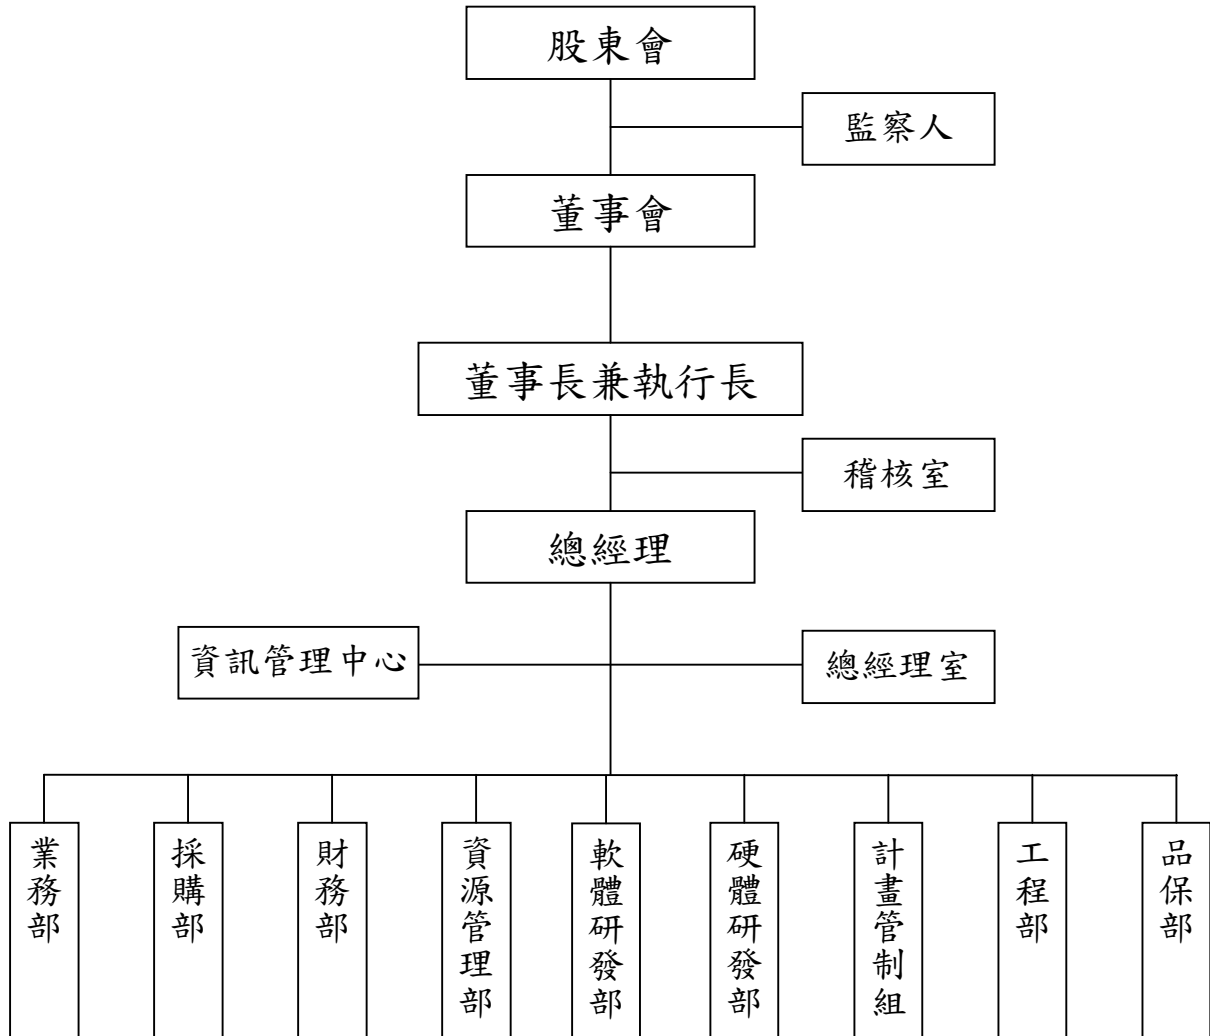 股東會
監察人
董事會
董事長兼執行長
稽核室
總經理
資訊管理中心
總經理室
業務部
採購部
財務部
資源管理部
軟體研發部
硬體研發部
計畫管制組
工程部
品保部